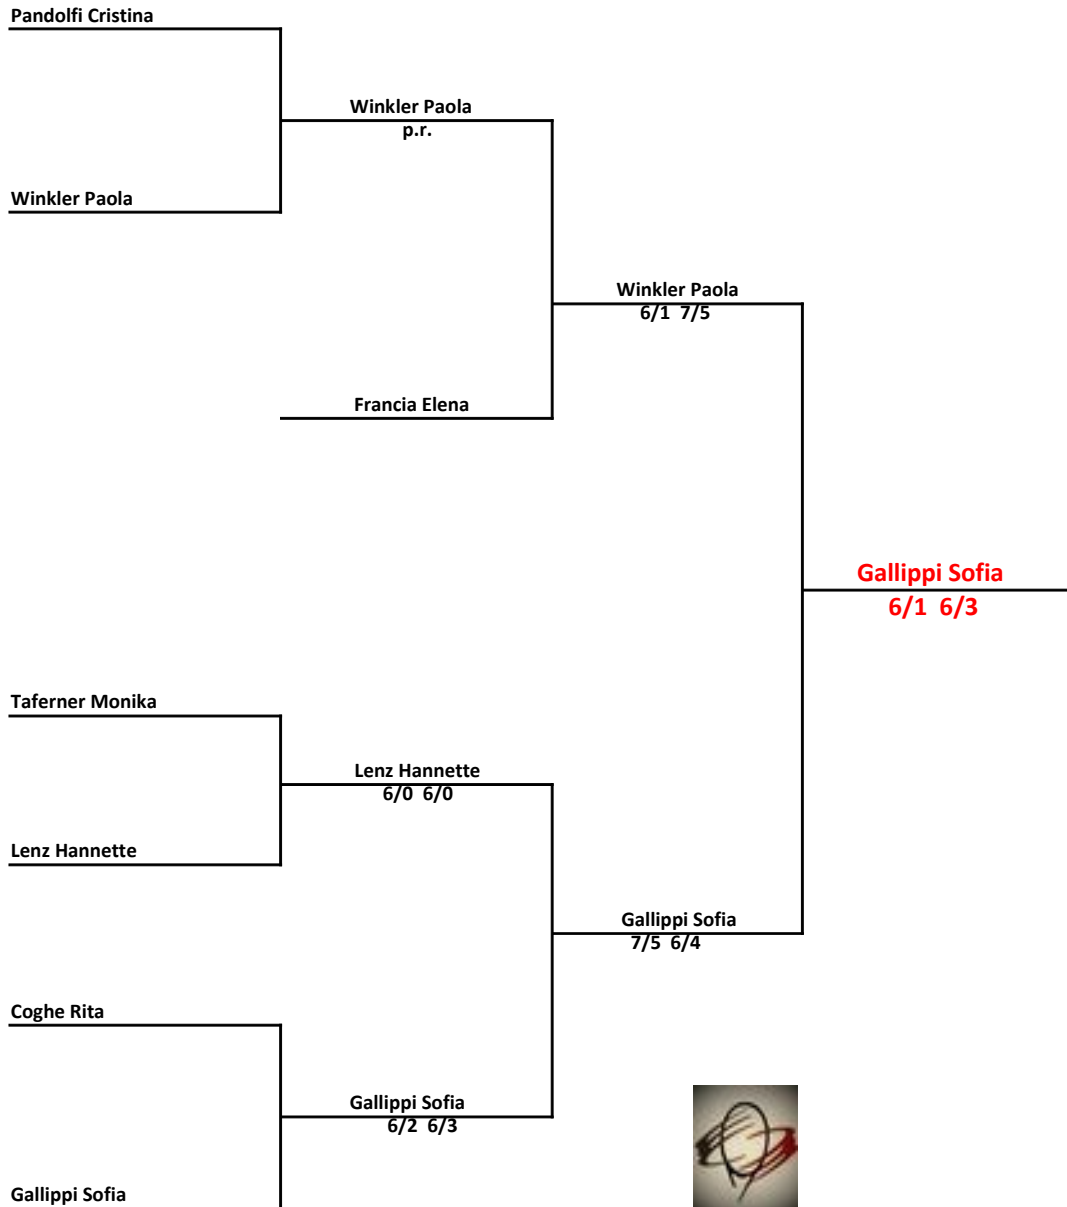 Pandolfi Cristina
Winkler Paola
p.r.
Winkler Paola
Winkler Paola
6/1 7/5
Francia Elena
Gallippi Sofia
6/1 6/3
Taferner Monika
Lenz Hannette
6/0 6/0
Lenz Hannette
Gallippi Sofia
7/5 6/4
Coghe Rita
Gallippi Sofia
6/2 6/3
Gallippi Sofia